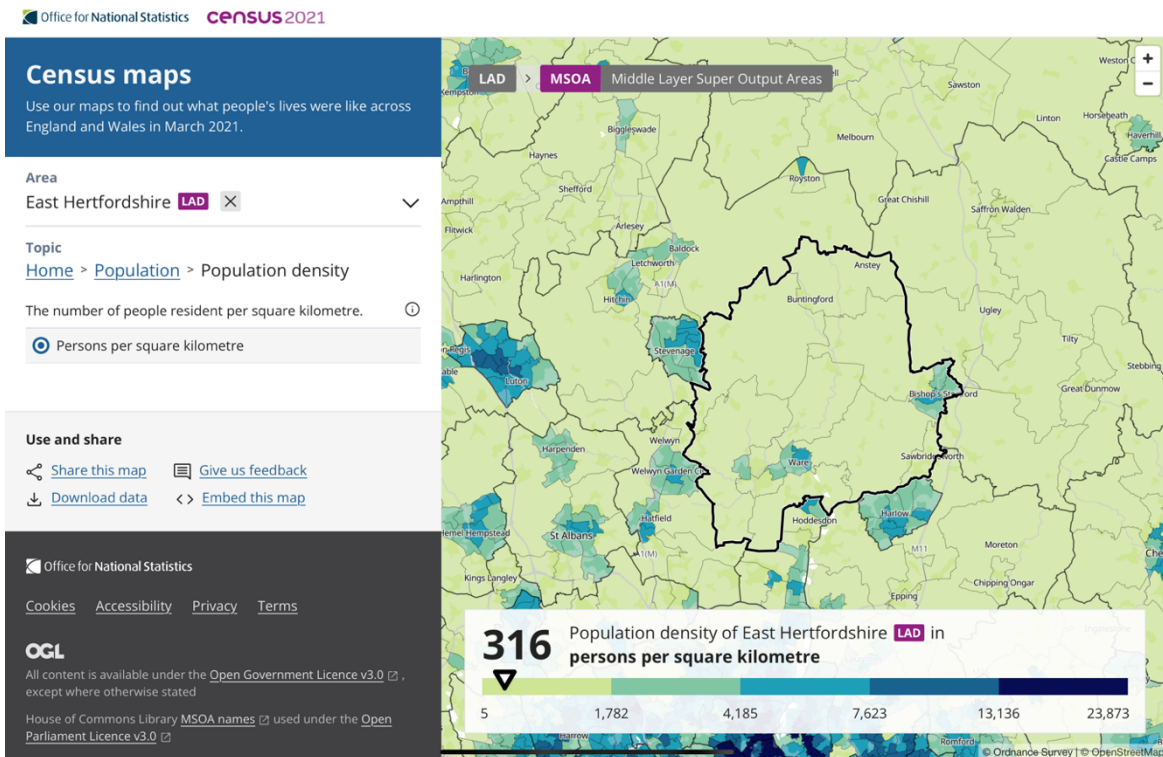 Office for National Statistics census 2021
Census maps
Use our maps to find out what people's lives were like across
England and Wales in March 2021.
Area
East Hertfordshire LAD
Topic
Home > Population > Population density
The number of people resident per square kilometre.
Persons per square kilometre
Use and share
Share this map
Give us feedback
Download data
Embed this map
Office for National Statistics
Cookies Accessibility Privacy Terms
OGL
All content is available under the Open Government Licence v3.0 ,
except where otherwise stated
House of Commons Library MSOA names used under the Open
Parliament Licence v3.0
LAD > MSOA Middle Layer Super Output Areas
+
−
Sawston
Linton
Horseheath
Haverhill
Castle Camps
Biggleswade
Melbourn
Haynes
Royston
Shefford
Great Chishill
Saffron Walden
Ampthill
Flitwick
Arlesey
Baldock
Letchworth
A1(M)
Harlington
Hitchin
Anstey
Buntingford
Ugley
Tilty
Stebbing
Stevenage
Luton
Bishop's Stortford
Great Dunmow
Welwyn
Harpenden
Ware
Sawbridgeworth
Hatfield
Hoddesdon
Harlow
St Albans
A1(M)
M11
Moreton
Kings Langley
Epping
Chipping Ongar
316 Population density of East Hertfordshire LAD in
persons per square kilometre
5 1,782 4,185 7,623 13,136 23,873
Harrow
Romford
© Ordnance Survey | © OpenStreetMap